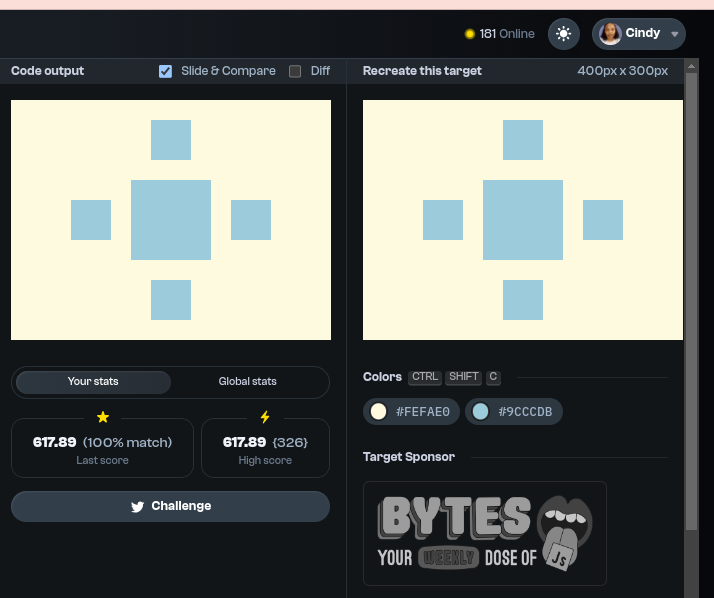 181 Online
Cindy
Code output
Slide & Compare
Diff
Recreate this target
400px x 300px
Your stats
Global stats
617.89 (100% match)
Last score
617.89 {326}
High score
Challenge
Colors CTRL SHIFT C
#FEFAE0
#9CCCDB
Target Sponsor
BYTES
YOUR WEEKLY DOSE OF JS